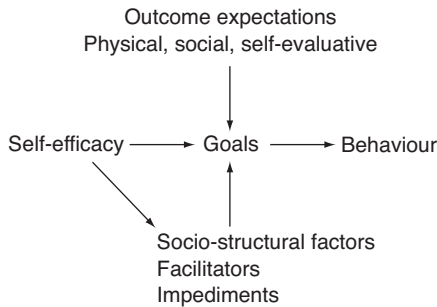 Outcome expectations
Physical, social, self-evaluative
Self-efficacy
Goals
Behaviour
Socio-structural factors
Facilitators
Impediments